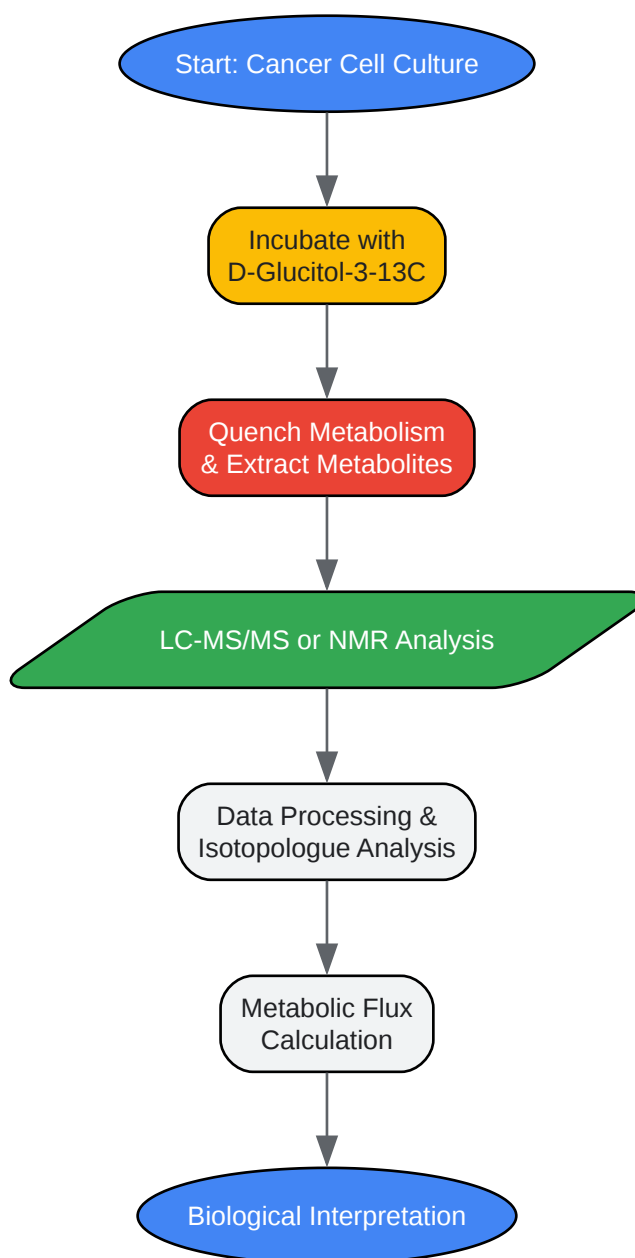 Start: Cancer Cell Culture
Incubate with
D-Glucitol-3-13C
Quench Metabolism
& Extract Metabolites
LC-MS/MS or NMR Analysis
Data Processing &
Isotopologue Analysis
Metabolic Flux
Calculation
Biological Interpretation